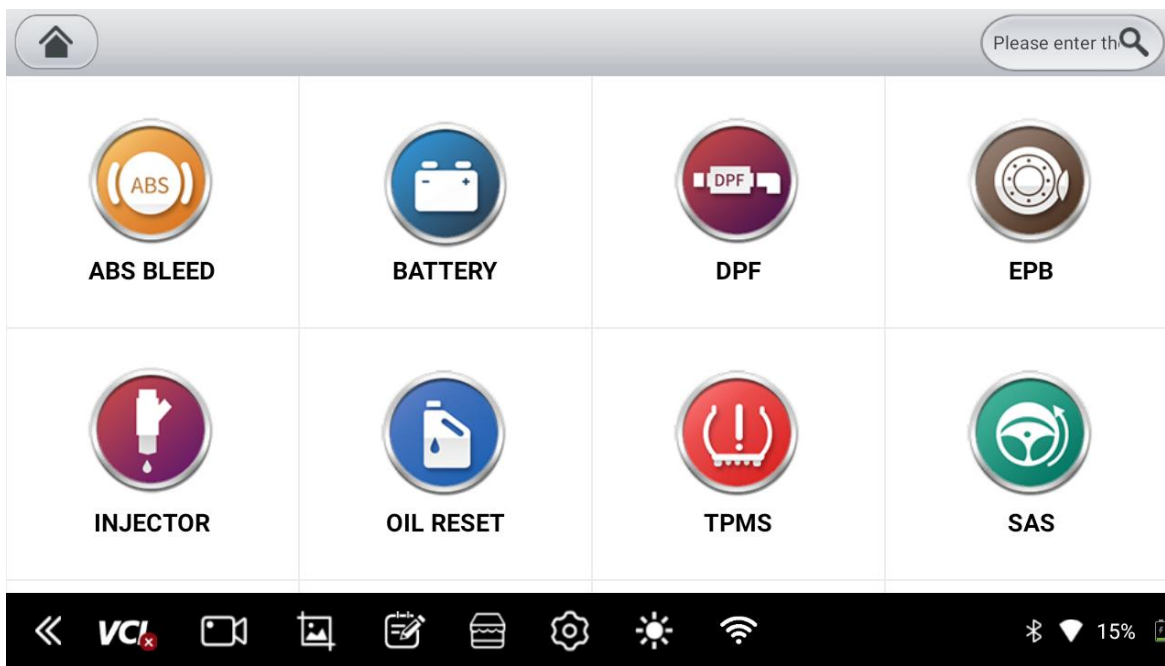 Please enter th
ABS
ABS BLEED
BATTERY
DPF
DPF
EPB
INJECTOR
OIL RESET
TPMS
SAS
VCI
15%